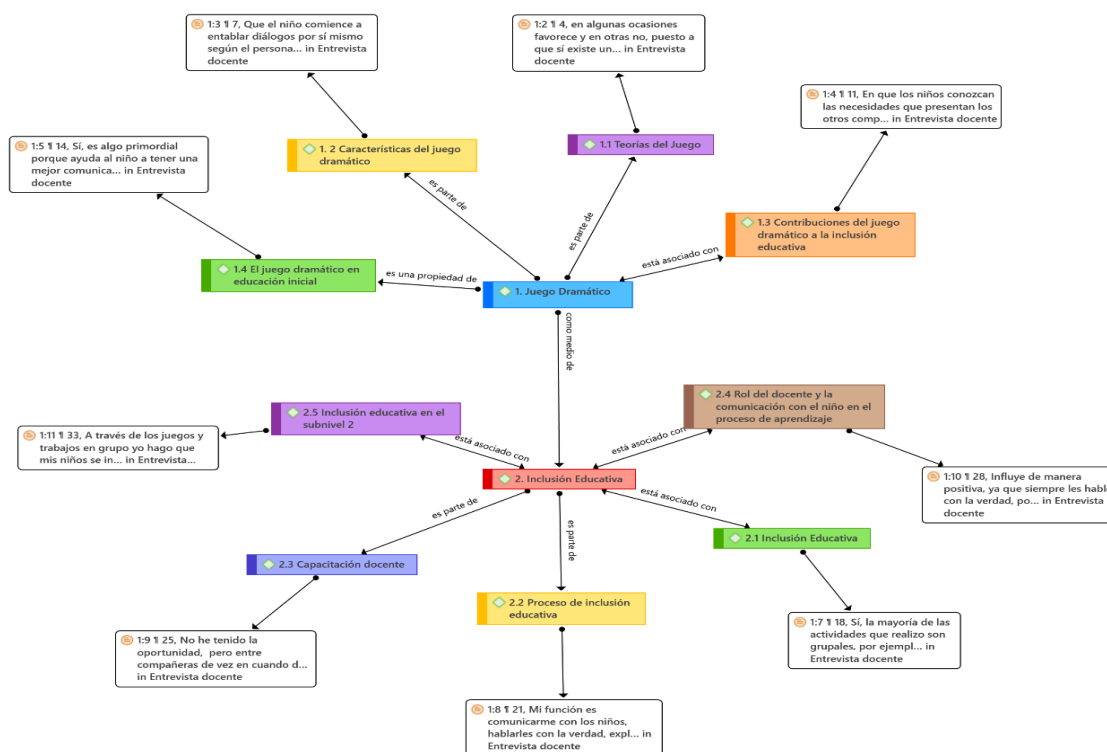 1:3 ¶ 7, Que el niño comience a
entablar diálogos por sí mismo
según el persona... in Entrevista
docente
1:2 ¶ 4, en algunas ocasiones
favorece y en otras no, puesto a
que sí existe un... in Entrevista
docente
1:4 ¶ 11, En que los niños conozcan
las necesidades que presentan los
otros comp... in Entrevista docente
1:5 ¶ 14, Sí, es algo primordial
porque ayuda al niño a tener una
mejor comunica... in Entrevista
docente
1. 2 Características del juego
dramático
1.1 Teorías del Juego
es parte de
es parte de
1.3 Contribuciones del juego
dramático a la inclusión
educativa
está asociado con
1.4 El juego dramático en
educación inicial
es una propiedad de
1. Juego Dramático
como medio de
2.5 Inclusión educativa en el
subnivel 2
2.4 Rol del docente y la
comunicación con el niño en el
proceso de aprendizaje
1:11 ¶ 33, A través de los juegos y
trabajos en grupo yo hago que
mis niños se in... in Entrevista...
está asociado con
está asociado con
2. Inclusión Educativa
1:10 ¶ 28, Influye de manera
positiva, ya que siempre les habl
con la verdad, po... in Entrevista
docente
es parte de
es parte de
está asociado con
2.1 Inclusión Educativa
2.3 Capacitación docente
2.2 Proceso de inclusión
educativa
1:9 ¶ 25, No he tenido la
oportunidad, pero entre
compañeras de vez en cuando d...
in Entrevista docente
1:7 ¶ 18, Sí, la mayoría de las
actividades que realizo son
grupales, por ejempl... in
Entrevista docente
1:8 ¶ 21, Mi función es
comunicarme con los niños,
hablarles con la verdad, expl... in
Entrevista docente